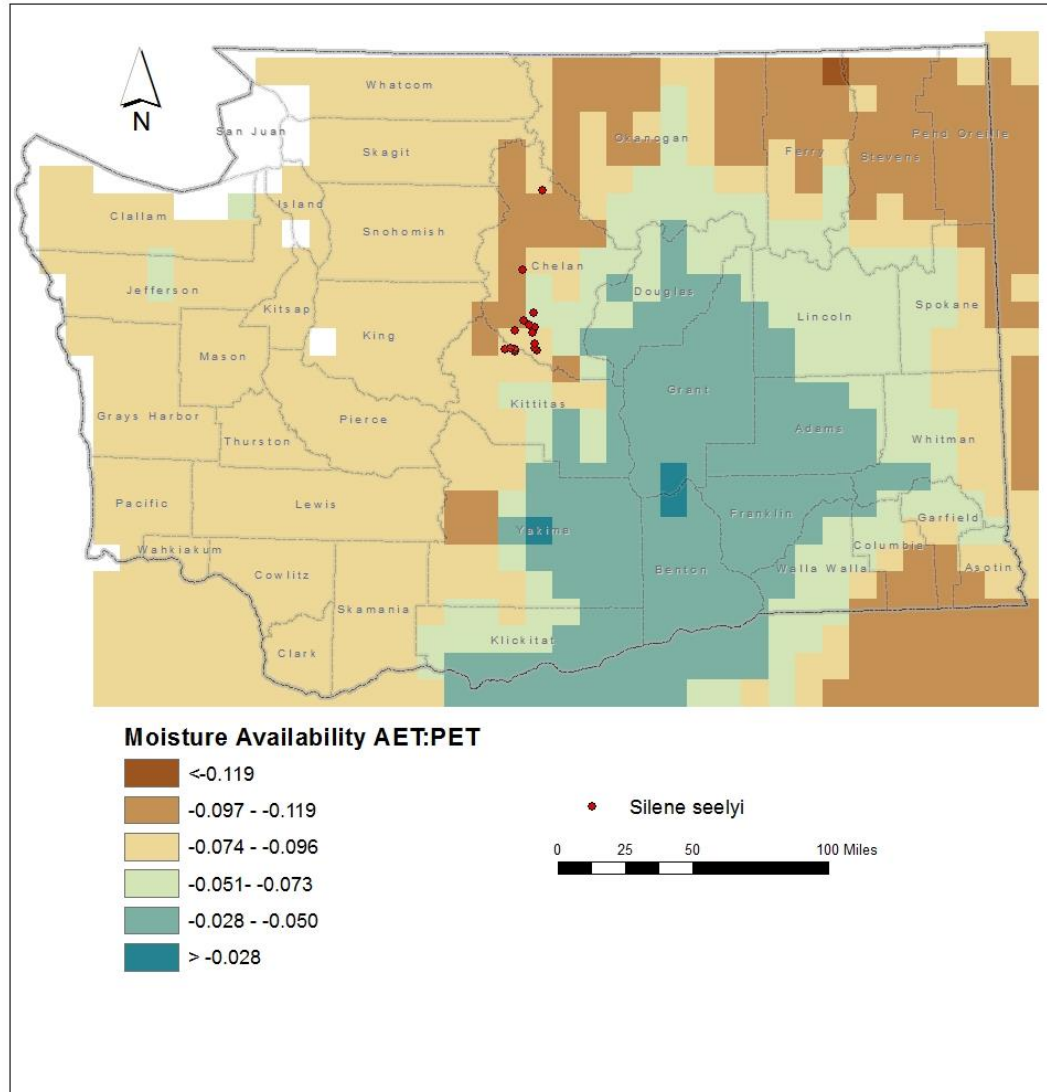 N
Whatcom
San Juan
Skagit
Okanogan
Ferry
Pend Oreille
Stevens
Island
Clallam
Snohomish
Chelan
Jefferson
Douglas
Kitsap
King
Lincoln
Spokane
Mason
Grant
Grays Harbor
Kittitas
Pierce
Adams
Whitman
Thurston
Pacific
Lewis
Yakima
Franklin
Garfield
Wahkiakum
Columbia
Cowlitz
Benton
Walla Walla
Asotin
Skamania
Klickitat
Clark
Moisture Availability AET:PET
<-0.119
-0.097 - -0.119
-0.074 - -0.096
-0.051- -0.073
-0.028 - -0.050
> -0.028
Silene seelyi
0 25 50 100 Miles